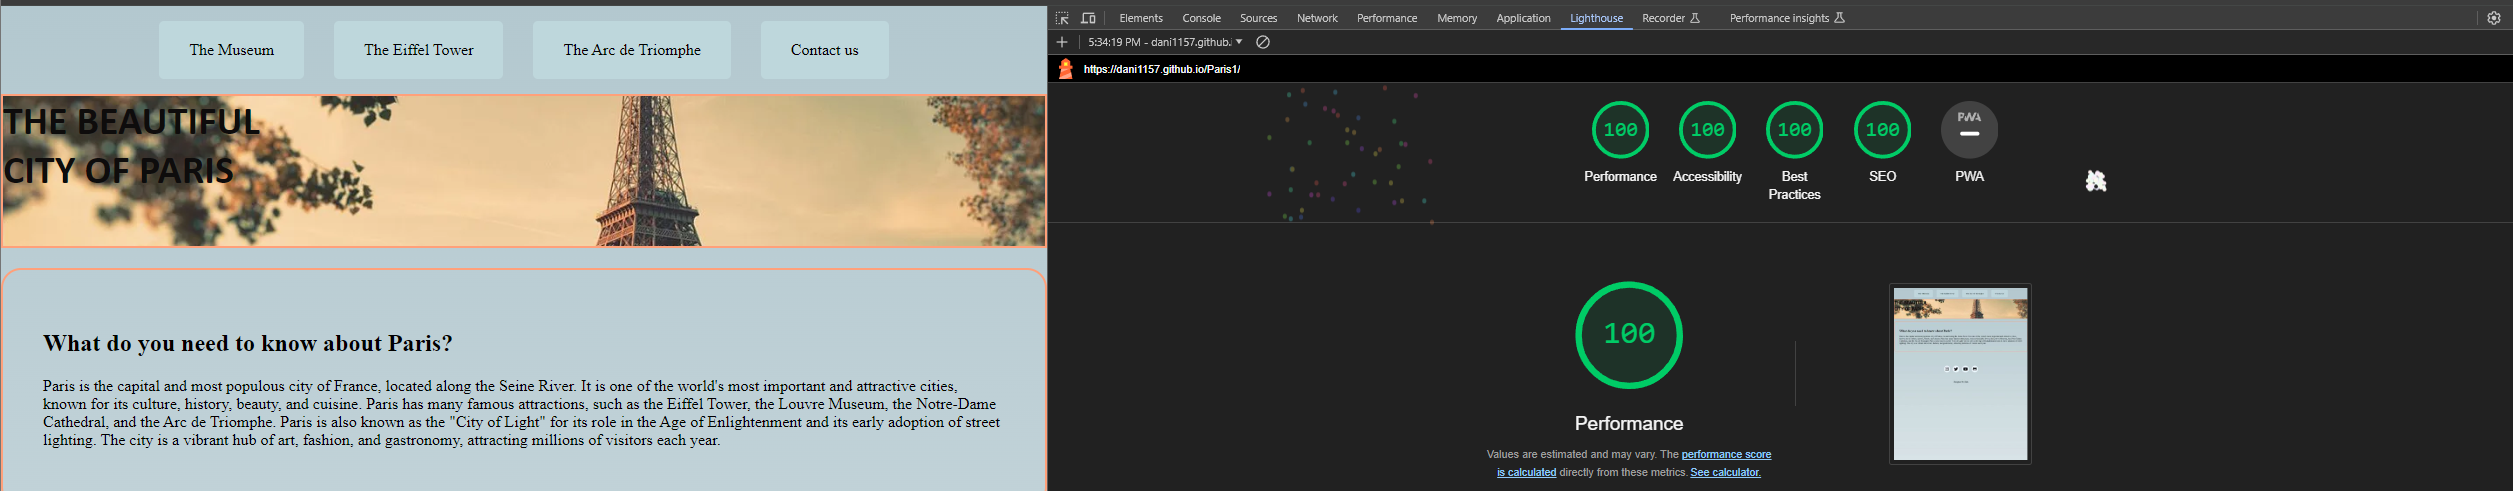 The Museum
The Eiffel Tower
The Arc de Triomphe
Contact us
THE BEAUTIFUL
CITY OF PARIS
What do you need to know about Paris?
Paris is the capital and most populous city of France, located along the Seine River. It is one of the world's most important and attractive cities,
known for its culture, history, beauty, and cuisine. Paris has many famous attractions, such as the Eiffel Tower, the Louvre Museum, the Notre-Dame
Cathedral, and the Arc de Triomphe. Paris is also known as the "City of Light" for its role in the Age of Enlightenment and its early adoption of street
lighting. The city is a vibrant hub of art, fashion, and gastronomy, attracting millions of visitors each year.
Elements Console Sources Network Performance Memory Application Lighthouse Recorder Performance insights
5:34:19 PM - dani1157.github.
https://dani1157.github.io/Paris1/
100 100 100 100 PWA
Performance Accessibility Best SEO PWA
Practices
100
Performance
Values are estimated and may vary. The performance score
is calculated directly from these metrics. See calculator.